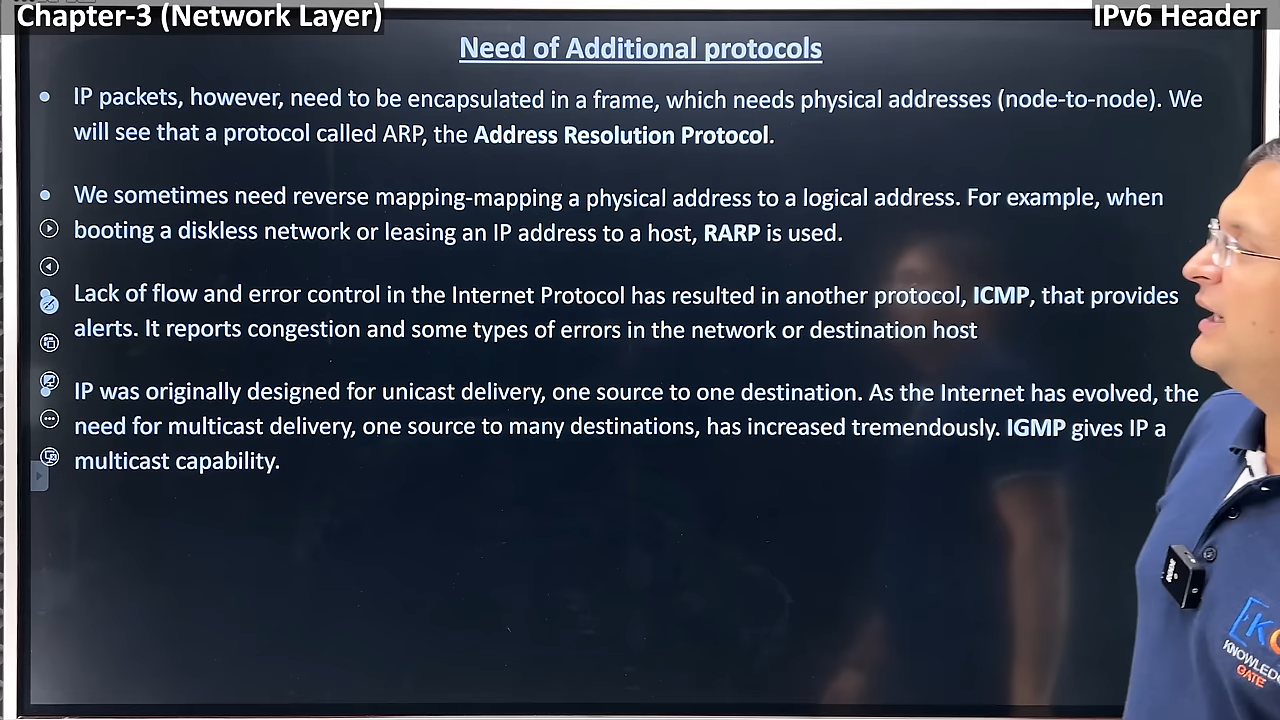 Chapter-3 (Network Layer)
IPv6 Header
Need of Additional protocols
IP packets, however, need to be encapsulated in a frame, which needs physical addresses (node-to-node). We
will see that a protocol called ARP, the Address Resolution Protocol.
We sometimes need reverse mapping-mapping a physical address to a logical address. For example, when
booting a diskless network or leasing an IP address to a host, RARP is used.
Lack of flow and error control in the Internet Protocol has resulted in another protocol, ICMP, that provides
alerts. It reports congestion and some types of errors in the network or destination host
IP was originally designed for unicast delivery, one source to one destination. As the Internet has evolved, the
need for multicast delivery, one source to many destinations, has increased tremendously. IGMP gives IP a
multicast capability.
GATE